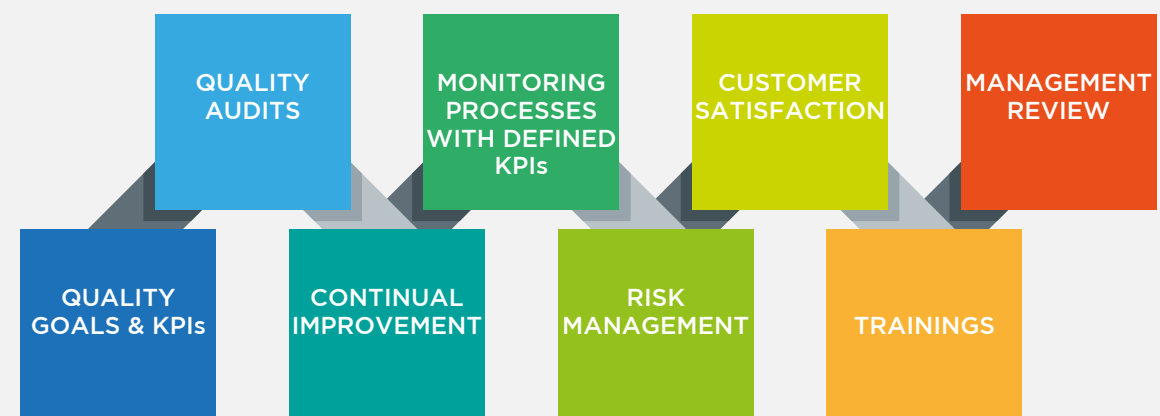 QUALITY
AUDITS
MONITORING
PROCESSES
WITH DEFINED
KPIs
CUSTOMER
SATISFACTION
MANAGEMENT
REVIEW
QUALITY
GOALS & KPIs
CONTINUAL
IMPROVEMENT
RISK
MANAGEMENT
TRAININGS